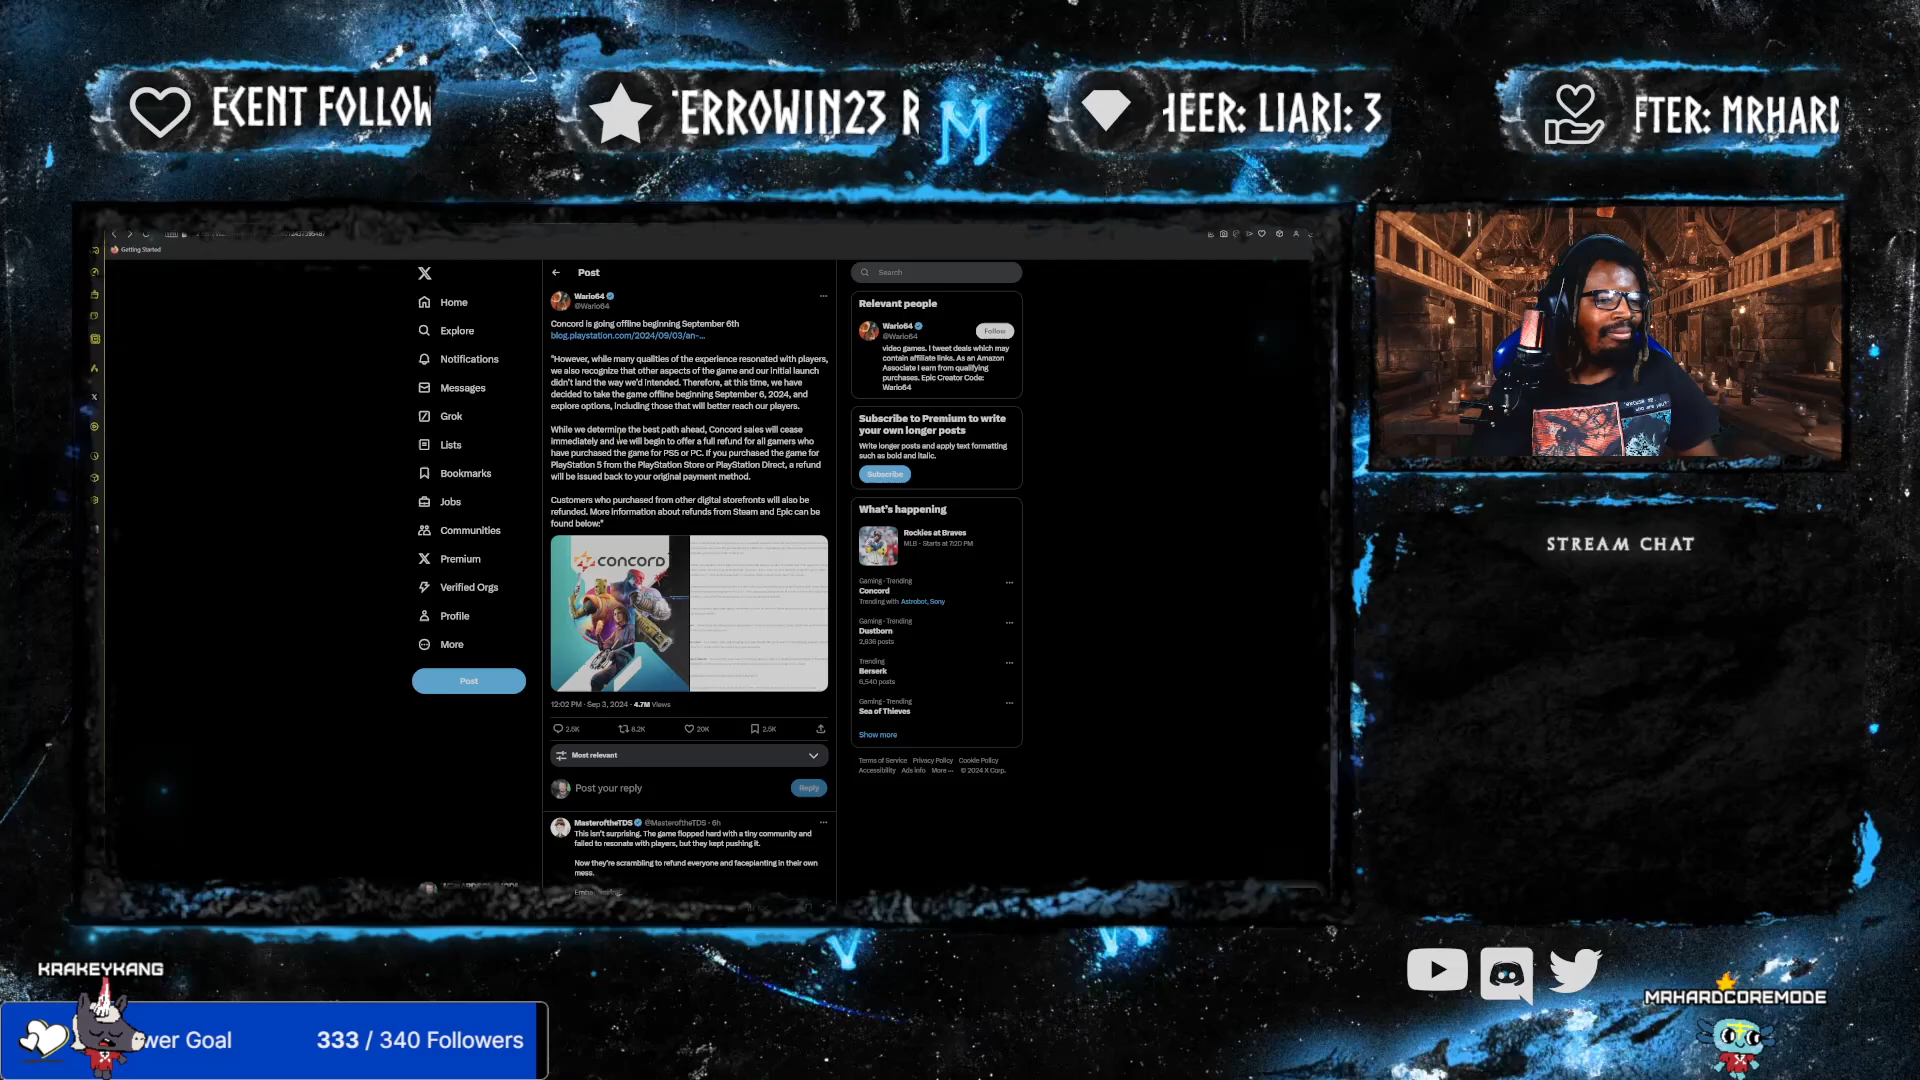 ECENT FOLLOW
ERROWIN23 R
M
HEER: LIARI: 3
FTER: MRHARD
Getting Started
Home
Explore
Notifications
Messages
Grok
Lists
Bookmarks
Jobs
Communities
Premium
Verified Orgs
Profile
More
Post
Post
Wario64
@Wario64
Concord is going offline beginning September 6th
blog.playstation.com/2024/09/03/an-...
"However, while many qualities of the experience resonated with players,
we also recognize that other aspects of the game and our initial launch
didn't land the way we'd intended. Therefore, at this time, we have
decided to take the game offline beginning September 6, 2024, and
explore options, including those that will better reach our players.
While we determine the best path ahead, Concord sales will cease
immediately and we will begin to offer a full refund for all gamers who
have purchased the game for PS5 or PC. If you purchased the game for
PlayStation 5 from the PlayStation Store or PlayStation Direct, a refund
will be issued back to your original payment method.
Customers who purchased from other digital storefronts will also be
refunded. More information about refunds from Steam and Epic can be
found below:"
CONCORD
12:02 PM · Sep 3, 2024 · 4.7M Views
2.6K 8.2K 20K 2.5K
Most relevant
Post your reply
Reply
MasteroftheTDS @MasteroftheTDS · 6h
This isn't surprising. The game flopped hard with a tiny community and
failed to resonate with players, but they kept pushing it.
Now they're scrambling to refund everyone and faceplanting in their own
mess.
Search
Relevant people
Wario64
@Wario64
Follow
video games. I tweet deals which may
contain affiliate links. As an Amazon
Associate I earn from qualifying
purchases. Epic Creator Code:
Wario64
Subscribe to Premium to write
your own longer posts
Write longer posts and apply text formatting
such as bold and italic.
Subscribe
What's happening
Rockies at Braves
MLB · Starts at 7:20 PM
Gaming · Trending
Concord
Trending with Astrobot, Sony
Gaming · Trending
Dustborn
2,836 posts
Trending
Berserk
6,540 posts
Gaming · Trending
Sea of Thieves
Show more
Terms of Service Privacy Policy Cookie Policy
Accessibility Ads info More ··· © 2024 X Corp.
STREAM CHAT
KRAKEYKANG
wer Goal 333 / 340 Followers
MRHARDCOREMODE